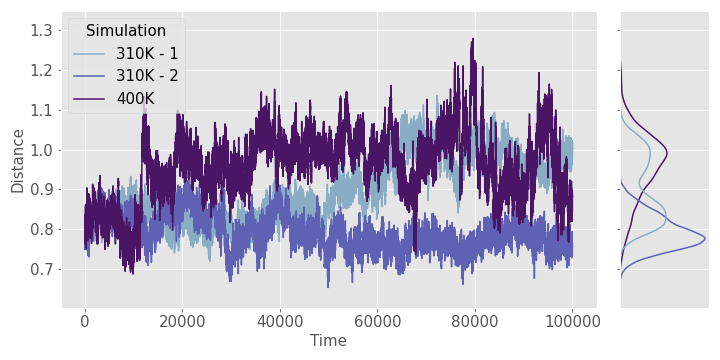 Simulation
310K - 1
310K - 2
400K
1.3
1.2
1.1
1.0
0.9
0.8
0.7
Distance
0 20000 40000 60000 80000 100000
Time